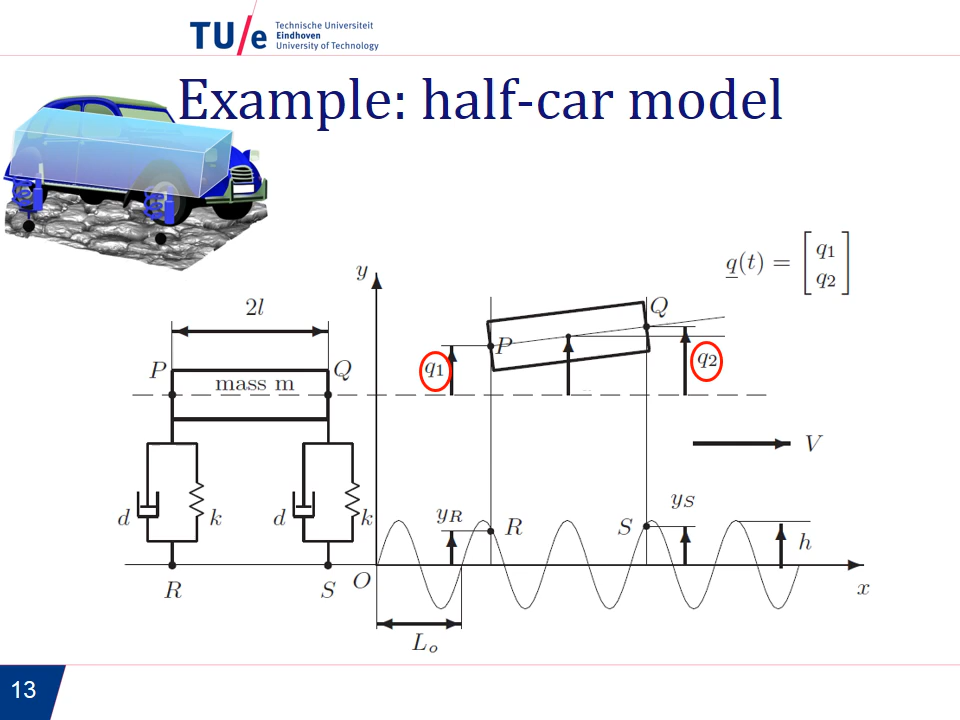 TU/e Technische Universiteit
Eindhoven
University of Technology
Example: half-car model
q(t) = [q1
q2]
y
2l
P
Q
mass m
d
k
d
k
R
S
O
P
Q
q1
q2
V
yR
R
S
yS
h
x
Lo
13